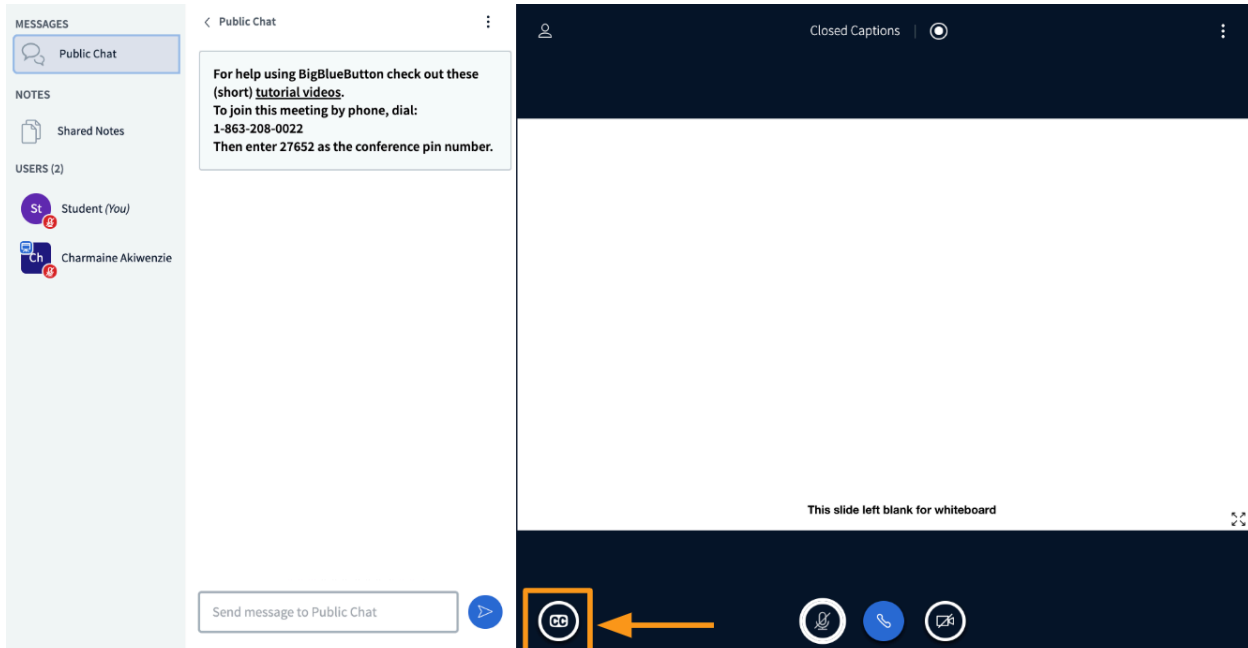 MESSAGES
Public Chat
NOTES
Shared Notes
USERS (2)
St
Student (You)
Ch
Charmaine Akiwenzie
Public Chat
For help using BigBlueButton check out these
(short) tutorial videos.
To join this meeting by phone, dial:
1-863-208-0022
Then enter 27652 as the conference pin number.
Send message to Public Chat
Closed Captions
This slide left blank for whiteboard
CC